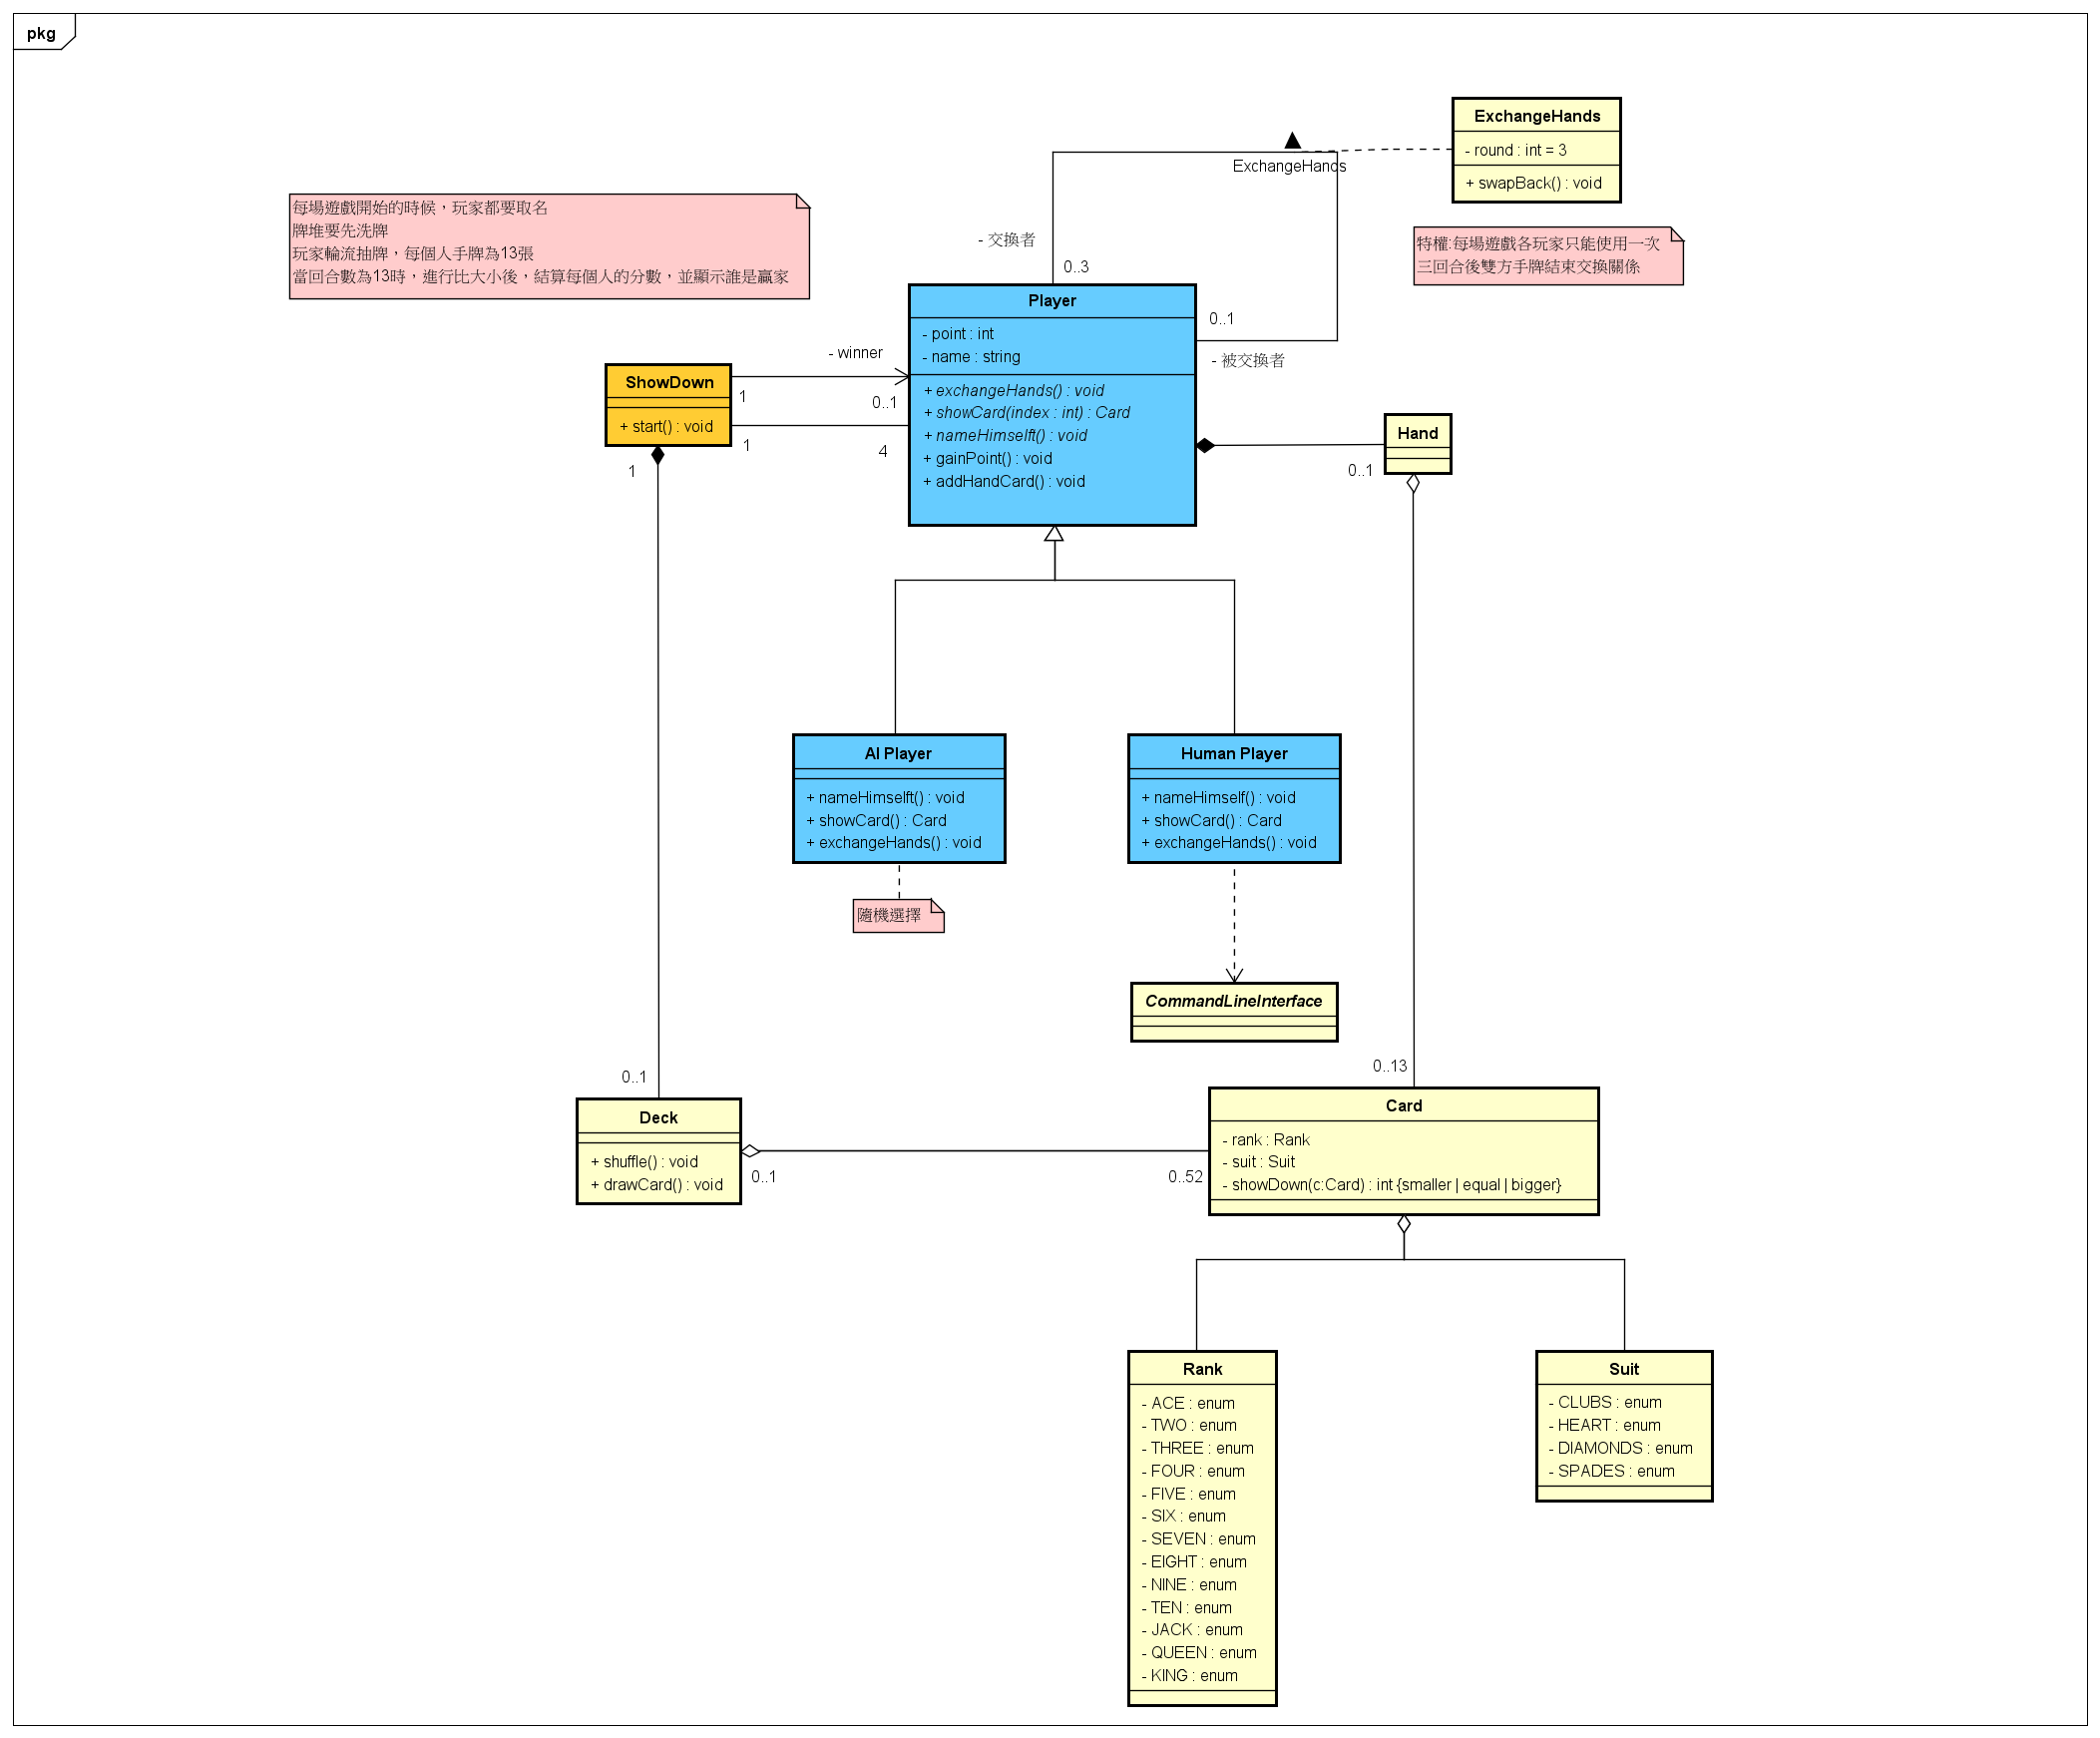 pkg
ExchangeHands
- round : int = 3
+ swapBack() : void
ExchangeHands
每場遊戲開始的時候，玩家都要取名
牌堆要先洗牌
玩家輪流抽牌，每個人手牌為13張
當回合數為13時，進行比大小後，結算每個人的分數，並顯示誰是贏家
特權:每場遊戲各玩家只能使用一次
三回合後雙方手牌結束交換關係
- 交換者
0..3
Player
- point : int
- name : string
+ exchangeHands() : void
+ showCard(index : int) : Card
+ nameHimselft() : void
+ gainPoint() : void
+ addHandCard() : void
0..1
- 被交換者
- winner
1
0..1
1
4
ShowDown
+ start() : void
1
Hand
0..1
AI Player
+ nameHimselft() : void
+ showCard() : Card
+ exchangeHands() : void
Human Player
+ nameHimself() : void
+ showCard() : Card
+ exchangeHands() : void
隨機選擇
CommandLineInterface
0..1
0..13
Deck
+ shuffle() : void
+ drawCard() : void
0..1
0..52
Card
- rank : Rank
- suit : Suit
- showDown(c:Card) : int {smaller | equal | bigger}
Rank
- ACE : enum
- TWO : enum
- THREE : enum
- FOUR : enum
- FIVE : enum
- SIX : enum
- SEVEN : enum
- EIGHT : enum
- NINE : enum
- TEN : enum
- JACK : enum
- QUEEN : enum
- KING : enum
Suit
- CLUBS : enum
- HEART : enum
- DIAMONDS : enum
- SPADES : enum